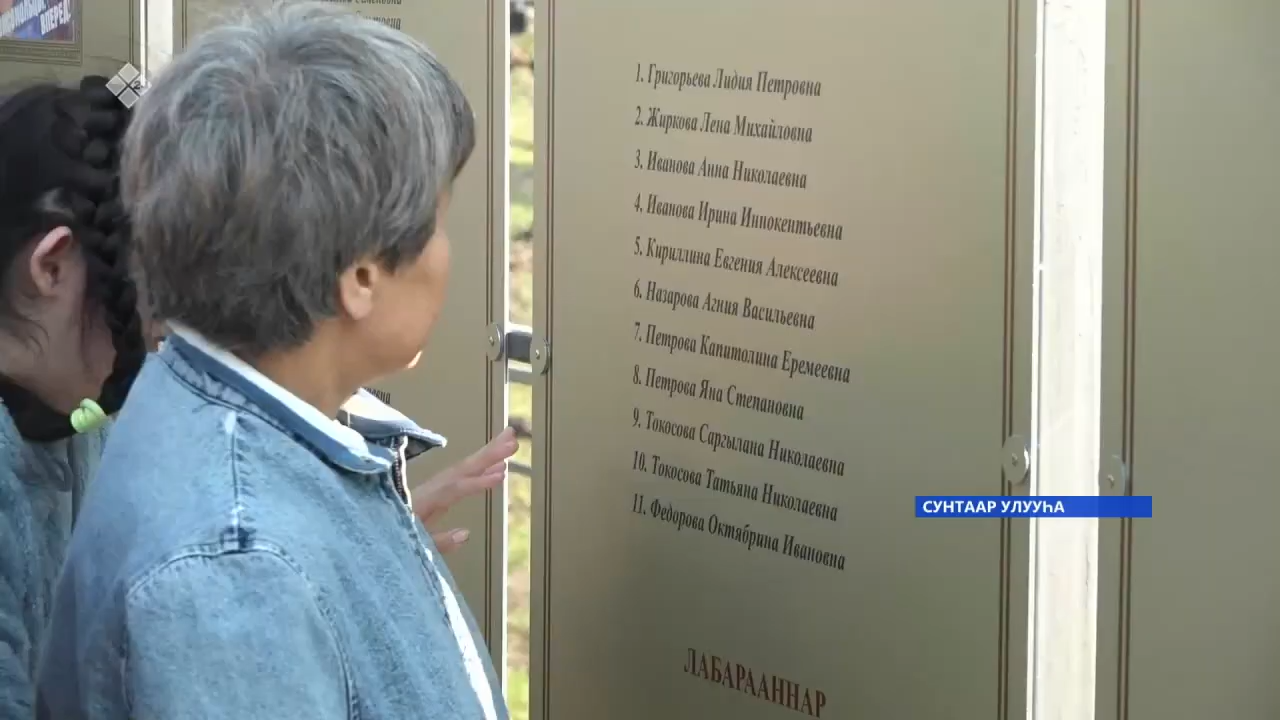 ВПЕРЕД!
1. Григорьева Лидия Петровна
2. Жиркова Лена Михайловна
3. Иванова Анна Николаевна
4. Иванова Ирина Иннокентьевна
5. Кириллина Евгения Алексеевна
6. Назарова Агния Васильевна
7. Петрова Капитолина Еремеевна
8. Петрова Яна Степановна
9. Токосова Саргылана Николаевна
10. Токосова Татьяна Николаевна
11. Федорова Октябрина Ивановна
ЛАБАРААННАР
СУНТААР УЛУУҺА